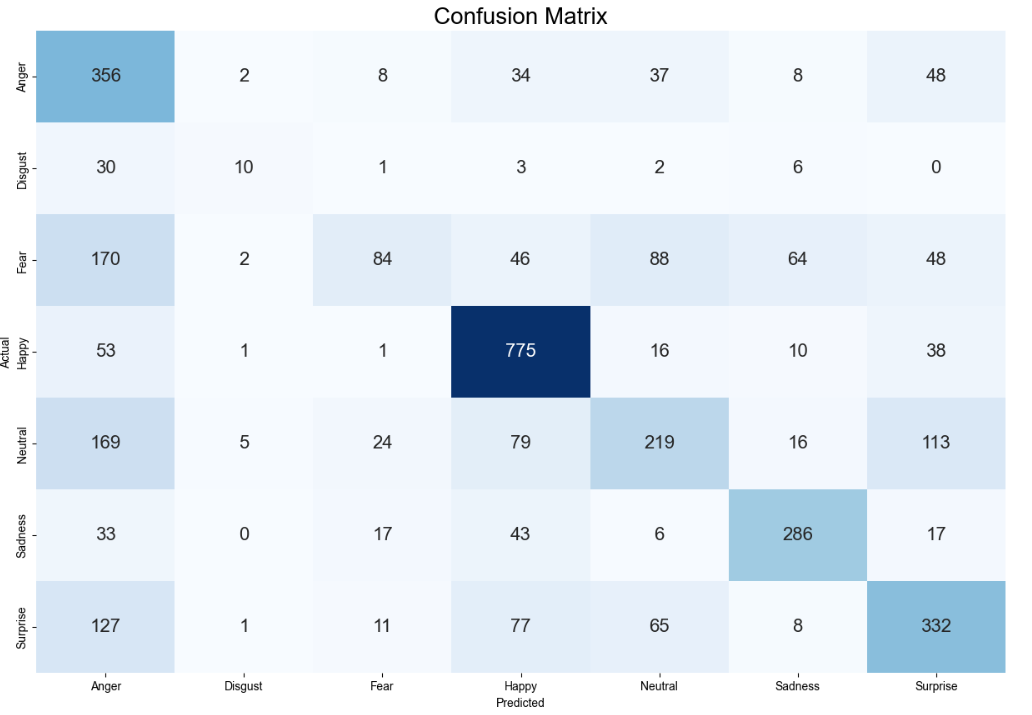 Confusion Matrix
Actual
Anger 356 2 8 34 37 8 48
Disgust 30 10 1 3 2 6 0
Fear 170 2 84 46 88 64 48
Happy 53 1 1 775 16 10 38
Neutral 169 5 24 79 219 16 113
Sadness 33 0 17 43 6 286 17
Surprise 127 1 11 77 65 8 332
Anger Disgust Fear Happy Neutral Sadness Surprise
Predicted